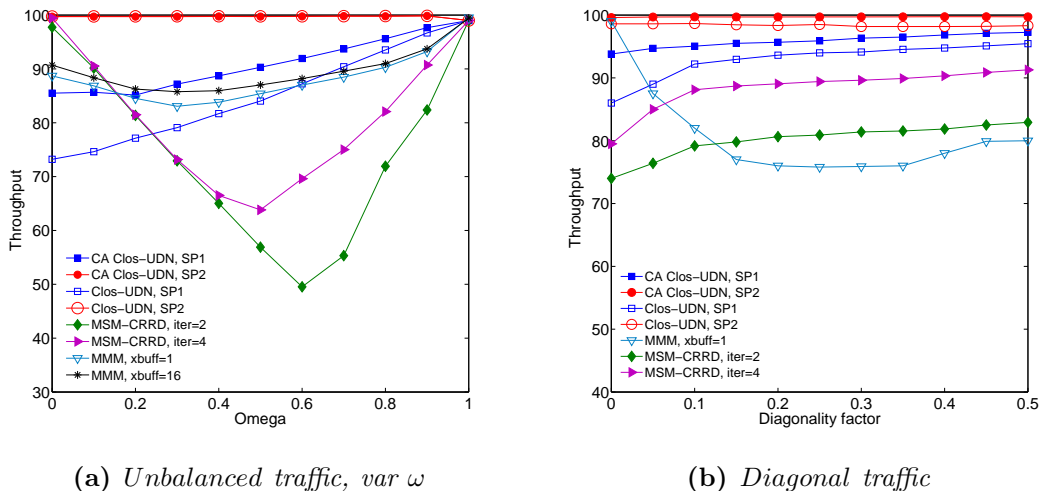 100
90
80
70
60
50
40
30
Throughput
CA Clos−UDN, SP1
CA Clos−UDN, SP2
Clos−UDN, SP1
Clos−UDN, SP2
MSM−CRRD, iter=2
MSM−CRRD, iter=4
MMM, xbuff=1
MMM, xbuff=16
0 0.2 0.4 0.6 0.8 1
Omega
(a) Unbalanced traffic, var ω
100
90
80
70
60
50
40
Throughput
CA Clos−UDN, SP1
CA Clos−UDN, SP2
Clos−UDN, SP1
Clos−UDN, SP2
MMM, xbuff=1
MSM−CRRD, iter=2
MSM−CRRD, iter=4
0 0.1 0.2 0.3 0.4 0.5
Diagonality factor
(b) Diagonal traffic